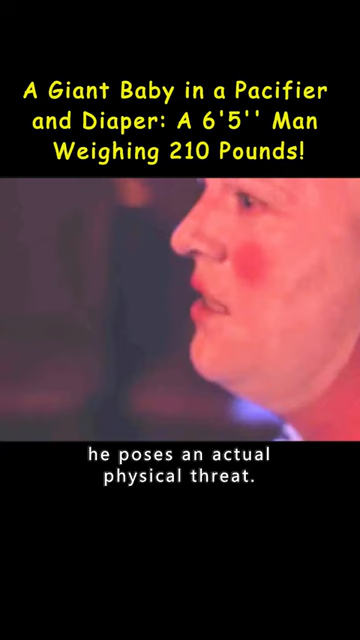 A Giant Baby in a Pacifier
and Diaper: A 6'5'' Man
Weighing 210 Pounds!
he poses an actual
physical threat.